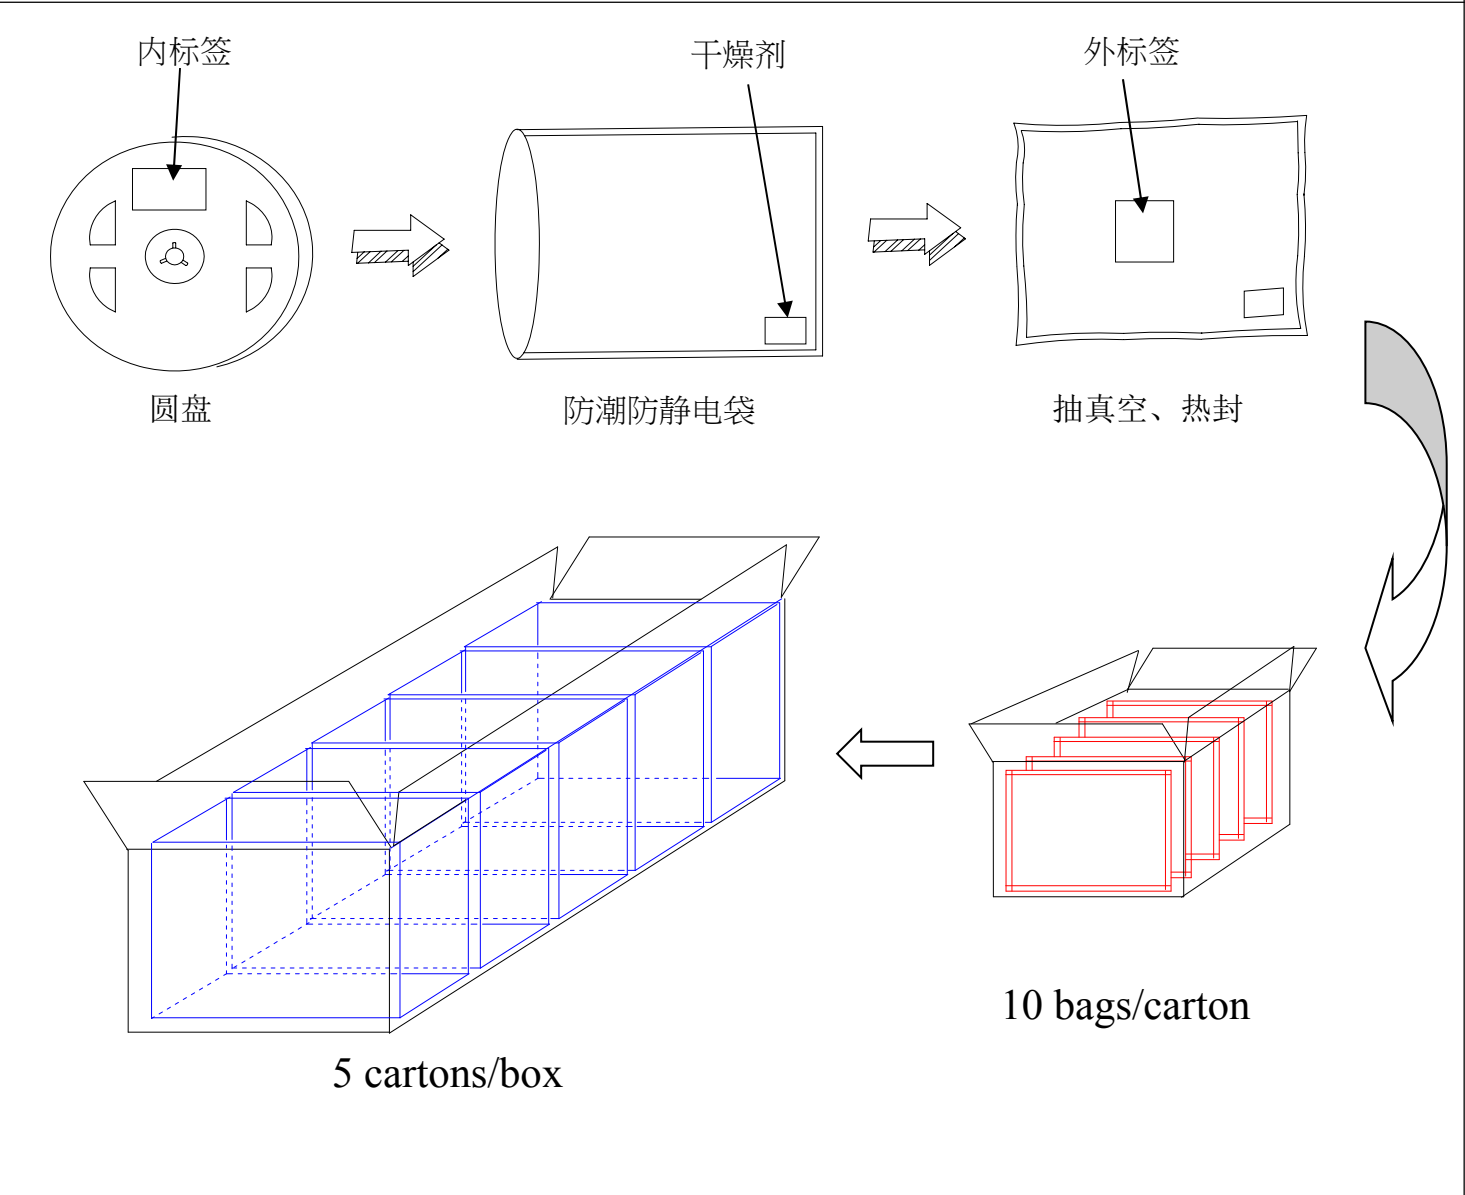 内标签
干燥剂
外标签
圆盘
防潮防静电袋
抽真空、热封
10 bags/carton
5 cartons/box